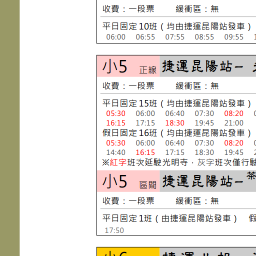 收費：一段票 緩衝區：無
平日固定10班（均由捷運昆陽站發車）
06:00 06:55 07:55 08:55 09:55
小5 正線 捷運昆陽站－
收費：一段票 緩衝區：無
平日固定15班（均由捷運昆陽站發車）
05:30 06:00 06:40 07:30 08:20
16:15 17:15 18:30 19:45 21:00
假日固定16班（均由捷運昆陽站發車）
05:30 06:00 06:40 07:30 08:20
14:40 16:15 17:15 18:30 19:45
※紅字班次延駛光明寺，灰字班次僅行駛
小5 區間 捷運昆陽站－茶
收費：一段票 緩衝區：無
平日固定1班（由捷運昆陽站發車） 假
17:50